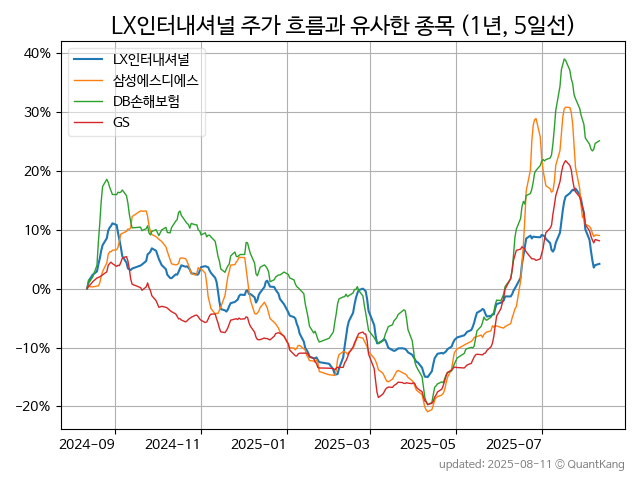 LX인터내셔널 주가 흐름과 유사한 종목 (1년, 5일선)
LX인터내셔널
삼성에스디에스
DB손해보험
GS
40%
30%
20%
10%
0%
−10%
−20%
2024-09 2024-11 2025-01 2025-03 2025-05 2025-07
updated: 2025-08-11 © QuantKang